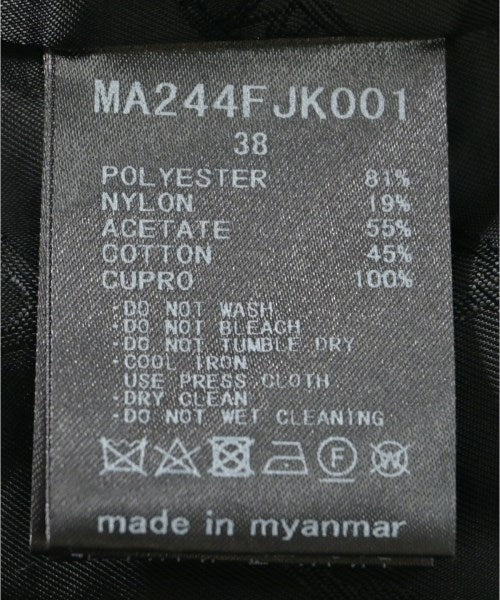 MA244FJK001
38
POLYESTER 81%
NYLON 19%
ACETATE 55%
COTTON 45%
CUPRO 100%
・DO NOT WASH
・DO NOT BLEACH
・DO NOT TUMBLE DRY
・COOL IRON
USE PRESS CLOTH
・DRY CLEAN
・DO NOT WET CLEANING
F W
made in myanmar